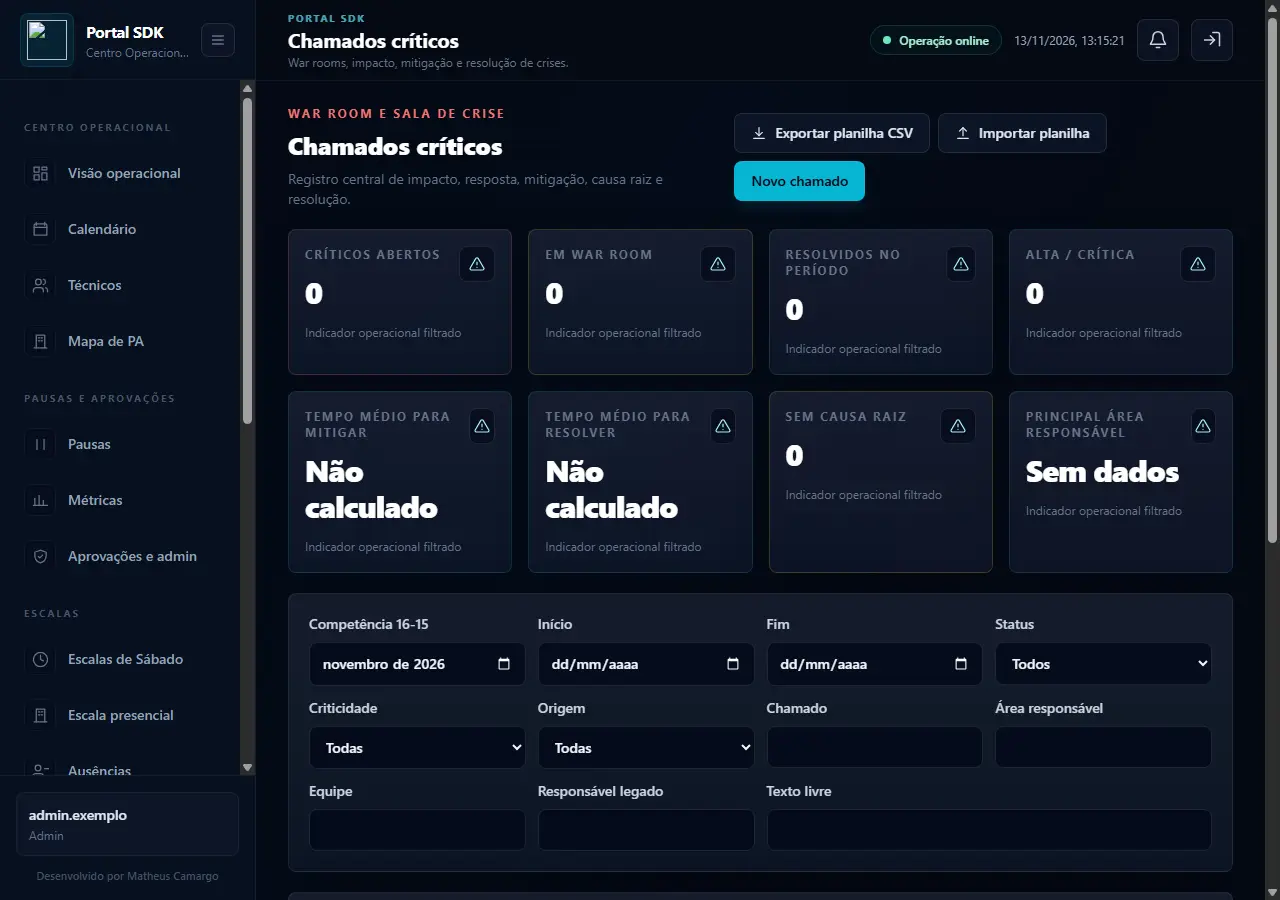 Portal SDK
Centro Operacion...
CENTRO OPERACIONAL
Visão operacional
Calendário
Técnicos
Mapa de PA
PAUSAS E APROVAÇÕES
Pausas
Métricas
Aprovações e admin
ESCALAS
Escalas de Sábado
Escala presencial
Ausências
admin.exemplo
Admin
Desenvolvido por Matheus Camargo
PORTAL SDK
Chamados críticos
War rooms, impacto, mitigação e resolução de crises.
Operação online
13/11/2026, 13:15:21
WAR ROOM E SALA DE CRISE
Chamados críticos
Registro central de impacto, resposta, mitigação, causa raiz e
resolução.
Exportar planilha CSV
Importar planilha
Novo chamado
CRÍTICOS ABERTOS
0
Indicador operacional filtrado
EM WAR ROOM
0
Indicador operacional filtrado
RESOLVIDOS NO
PERÍODO
0
Indicador operacional filtrado
ALTA / CRÍTICA
0
Indicador operacional filtrado
TEMPO MÉDIO PARA
MITIGAR
Não
calculado
Indicador operacional filtrado
TEMPO MÉDIO PARA
RESOLVER
Não
calculado
Indicador operacional filtrado
SEM CAUSA RAIZ
0
Indicador operacional filtrado
PRINCIPAL ÁREA
RESPONSÁVEL
Sem dados
Indicador operacional filtrado
Competência 16-15
novembro de 2026
Início
dd/mm/aaaa
Fim
dd/mm/aaaa
Status
Todos
Criticidade
Todas
Origem
Todas
Chamado
Área responsável
Equipe
Responsável legado
Texto livre